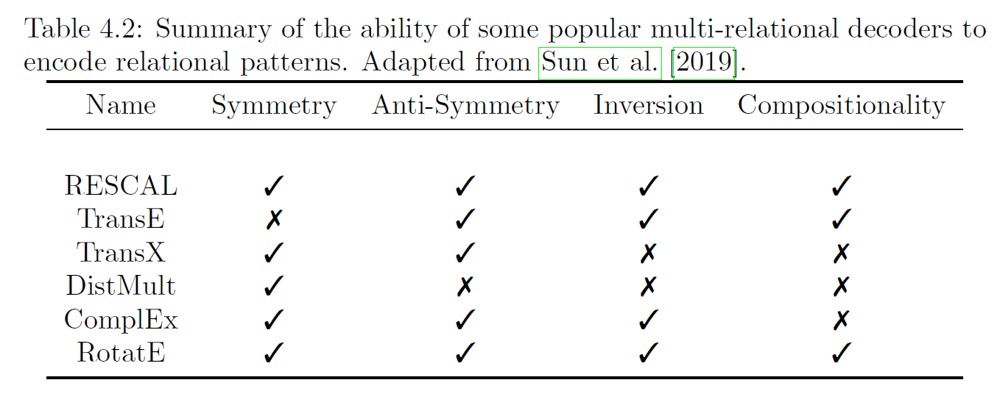 Table 4.2: Summary of the ability of some popular multi-relational decoders to
encode relational patterns. Adapted from Sun et al. [2019].
Name Symmetry Anti-Symmetry Inversion Compositionality
RESCAL ✓ ✓ ✓ ✓
TransE ✗ ✓ ✓ ✓
TransX ✓ ✓ ✗ ✗
DistMult ✓ ✗ ✗ ✗
ComplEx ✓ ✓ ✓ ✗
RotatE ✓ ✓ ✓ ✓